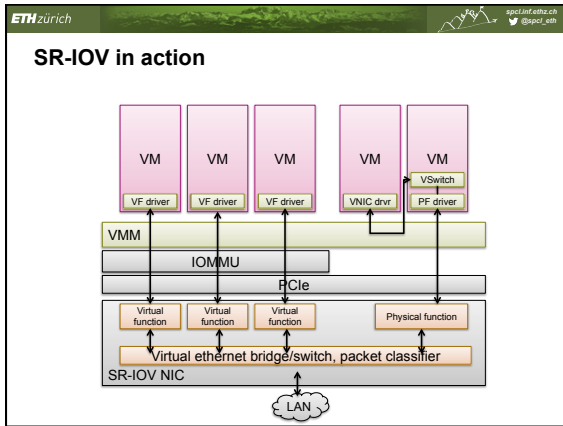 ETH zürich
spcl.inf.ethz.ch
@spcl_eth
SR-IOV in action
VM VM VM VM VM
VSwitch
VF driver VF driver VF driver VNIC drvr PF driver
VMM
IOMMU
PCIe
Virtual function
Virtual function
Virtual function
Physical function
Virtual ethernet bridge/switch, packet classifier
SR-IOV NIC
LAN